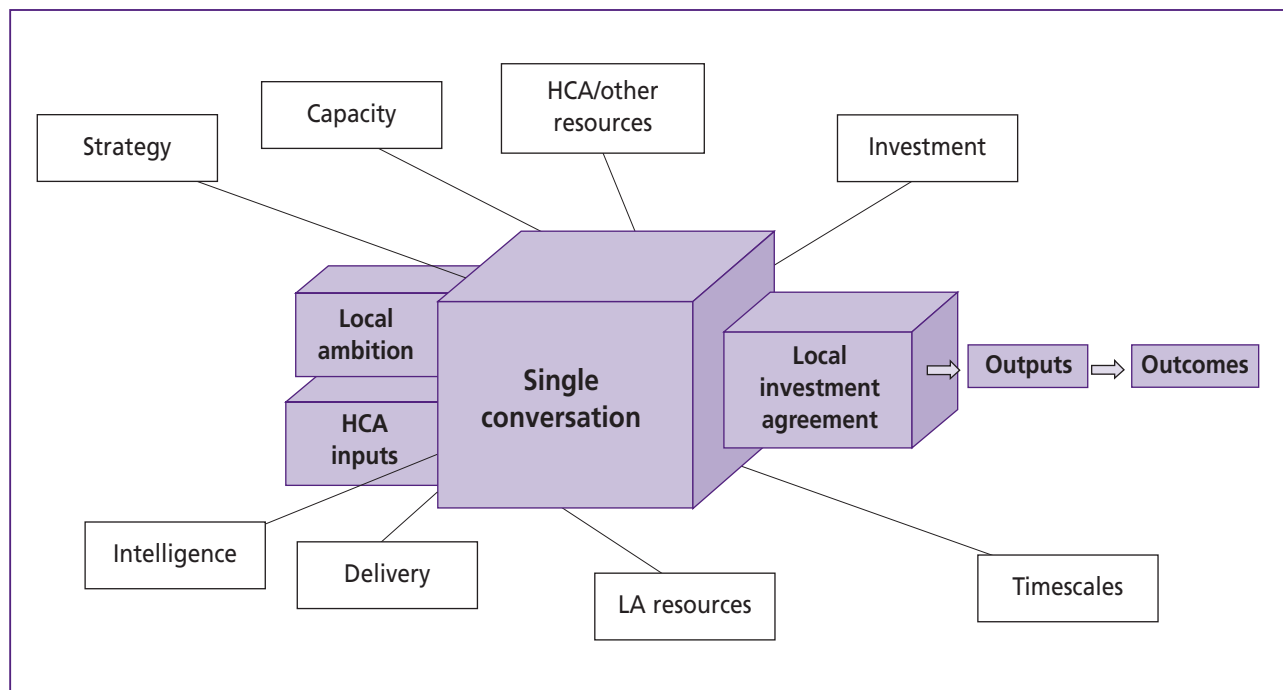 HCA/other
resources
Capacity
Strategy
Investment
Local
ambition
HCA
inputs
Single
conversation
Local
investment
agreement
Outputs
Outcomes
Intelligence
Delivery
LA resources
Timescales